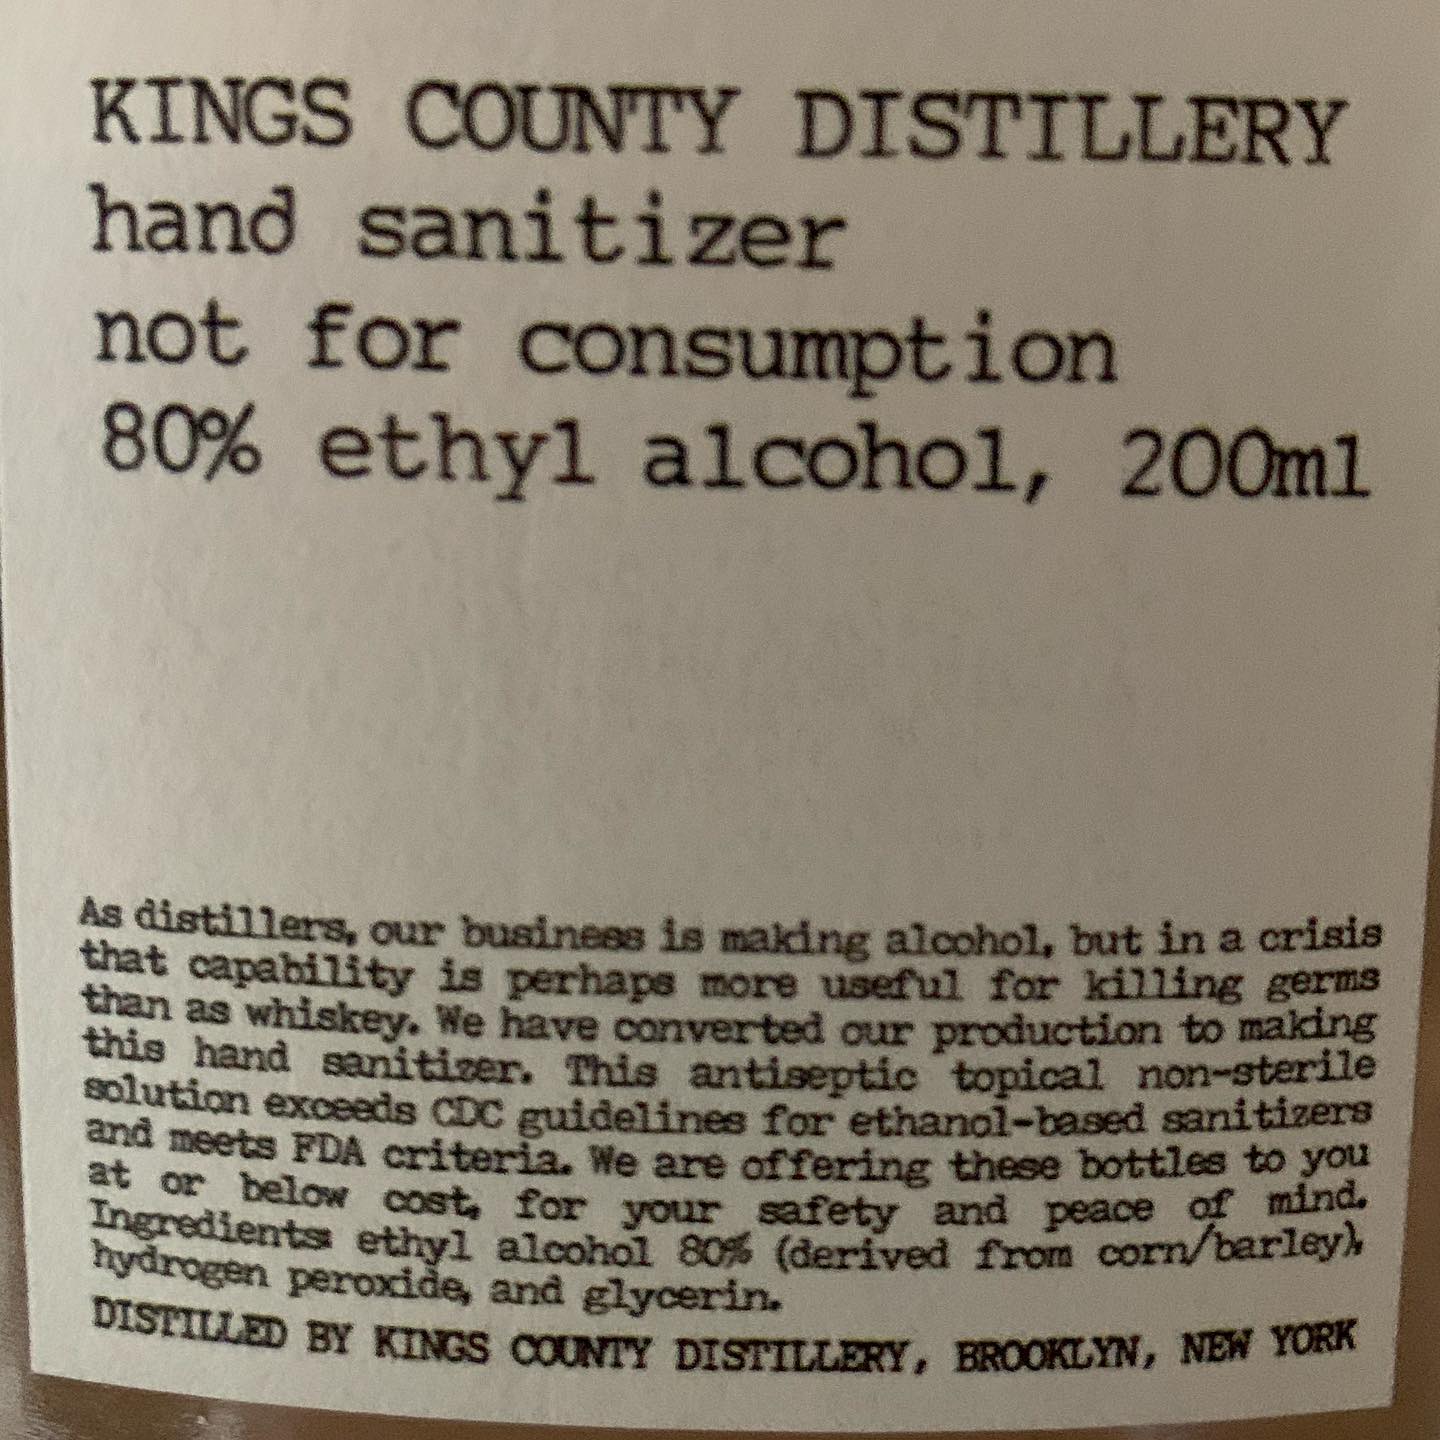 KINGS COUNTY DISTILLERY
hand sanitizer
not for consumption
80% ethyl alcohol, 200ml
As distillers, our business is making alcohol, but in a crisis
that capability is perhaps more useful for killing germs
than as whiskey. We have converted our production to making
this hand sanitizer. This antiseptic topical non-sterile
solution exceeds CDC guidelines for ethanol-based sanitizers
and meets FDA criteria. We are offering these bottles to you
at or below cost, for your safety and peace of mind.
Ingredients: ethyl alcohol 80% (derived from corn/barley),
hydrogen peroxide, and glycerin.
DISTILLED BY KINGS COUNTY DISTILLERY, BROOKLYN, NEW YORK